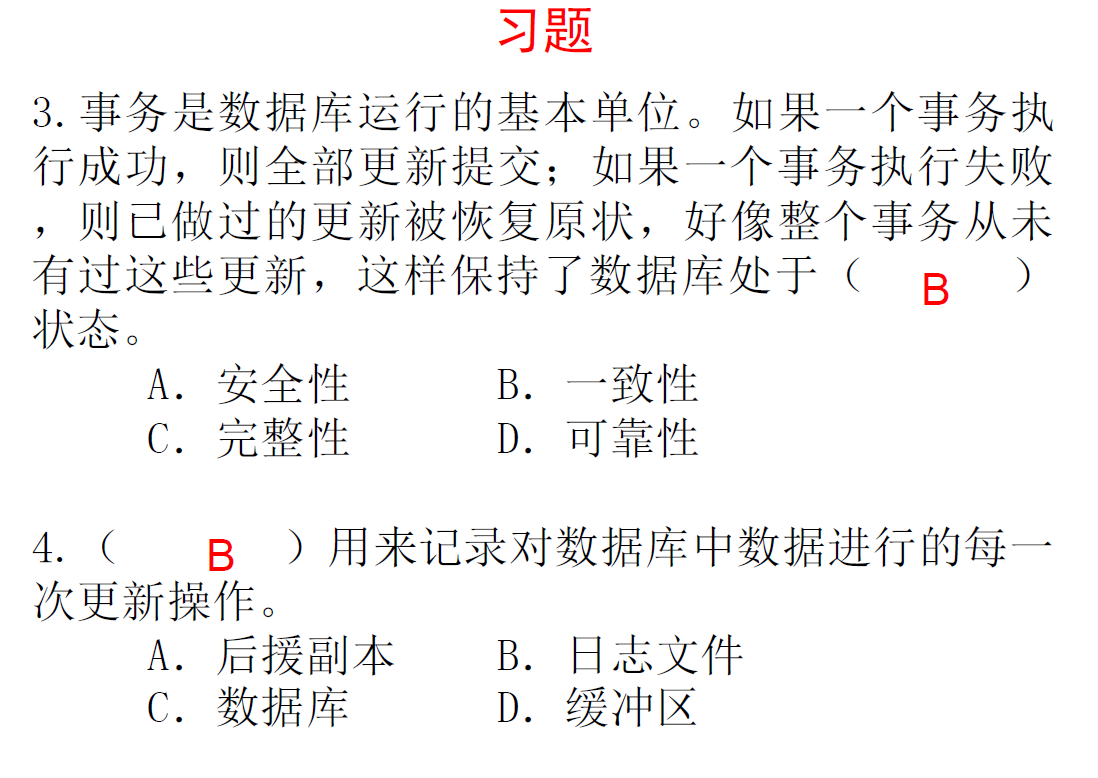 习题
3. 事务是数据库运行的基本单位。如果一个事务执
行成功，则全部更新提交；如果一个事务执行失败
，则已做过的更新被恢复原状，好像整个事务从未
有过这些更新，这样保持了数据库处于（ B ）
状态。
A. 安全性 B. 一致性
C. 完整性 D. 可靠性
4. （ B ）用来记录对数据库中数据进行的每一
次更新操作。
A. 后援副本 B. 日志文件
C. 数据库 D. 缓冲区